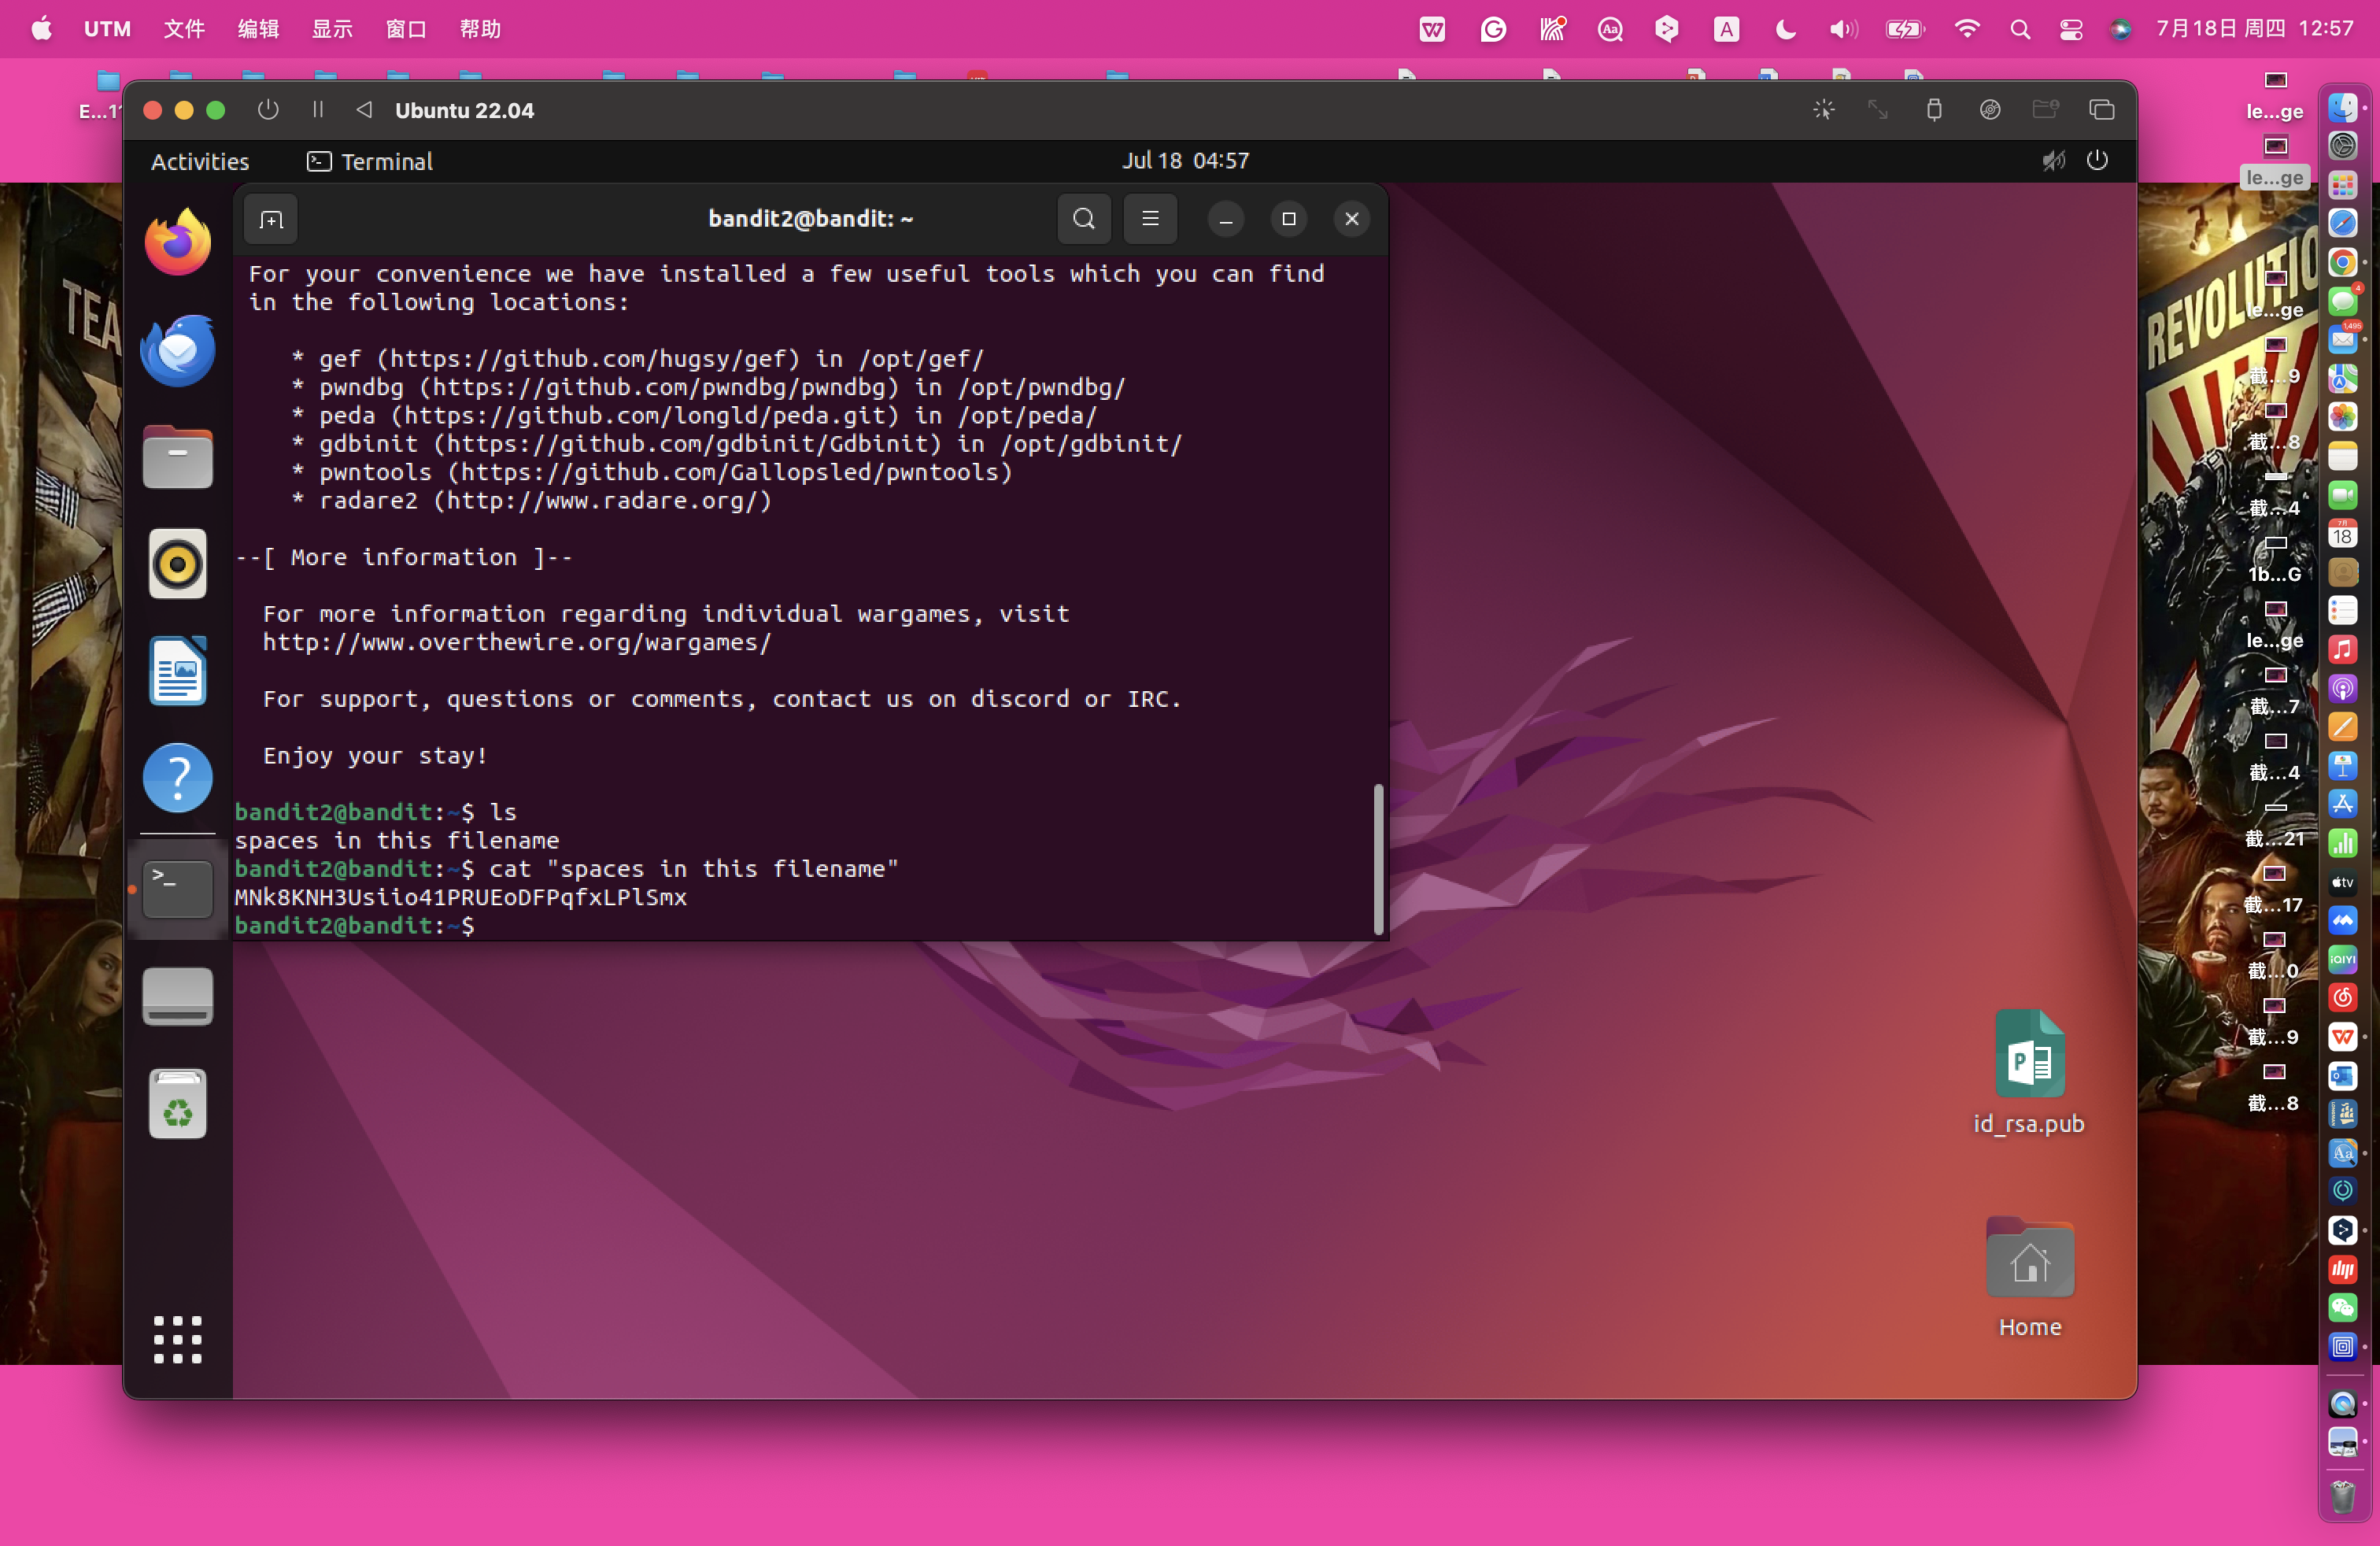 UTM 文件 编辑 显示 窗口 帮助 7月18日 周四 12:57
E...11
Ubuntu 22.04
Activities Terminal Jul 18 04:57
bandit2@bandit: ~
For your convenience we have installed a few useful tools which you can find
in the following locations:
* gef (https://github.com/hugsy/gef) in /opt/gef/
* pwndbg (https://github.com/pwndbg/pwndbg) in /opt/pwndbg/
* peda (https://github.com/longld/peda.git) in /opt/peda/
* gdbinit (https://github.com/gdbinit/Gdbinit) in /opt/gdbinit/
* pwntools (https://github.com/Gallopsled/pwntools)
* radare2 (http://www.radare.org/)
--[ More information ]--
For more information regarding individual wargames, visit
http://www.overthewire.org/wargames/
For support, questions or comments, contact us on discord or IRC.
Enjoy your stay!
bandit2@bandit:~$ ls
spaces in this filename
bandit2@bandit:~$ cat "spaces in this filename"
MNk8KNH3Usiio41PRUEoDFPqfxLPlSmx
bandit2@bandit:~$
id_rsa.pub
Home
TEA
le...ge
le...ge
le...ge
截...9
截...8
截...4
1b...G
le...ge
截...7
截...4
截...21
截...17
截...0
截...9
截...8
4
1,495
7月
18
tv
iQIYI